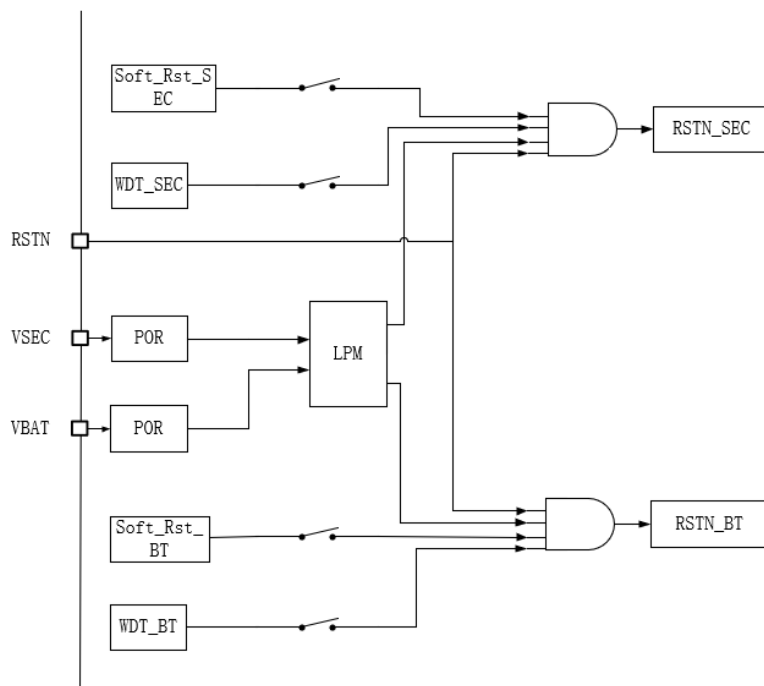 Soft_Rst_S
EC
RSTN_SEC
WDT_SEC
RSTN
VSEC
POR
LPM
VBAT
POR
Soft_Rst_
BT
RSTN_BT
WDT_BT